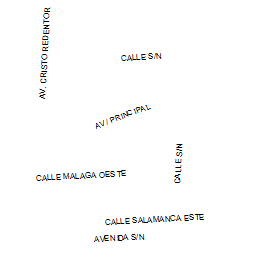 AV. CRISTO REDENTOR
CALLE S/N
AV / PRINCIPAL
CALLE S/N
CALLE MALAGA OESTE
CALLE SALAMANCA ESTE
AVENIDA S/N